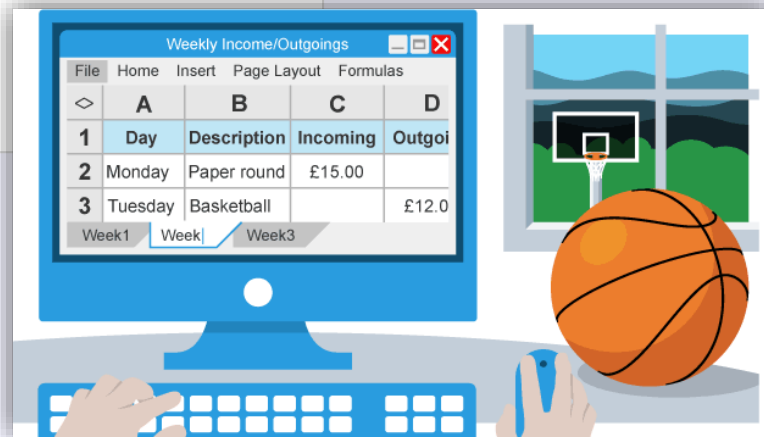 Weekly Income/Outgoings
File Home Insert Page Layout Formulas
<> A B C D
1 Day Description Incoming Outgoi
2 Monday Paper round £15.00
3 Tuesday Basketball £12.0
Week1 Week Week3